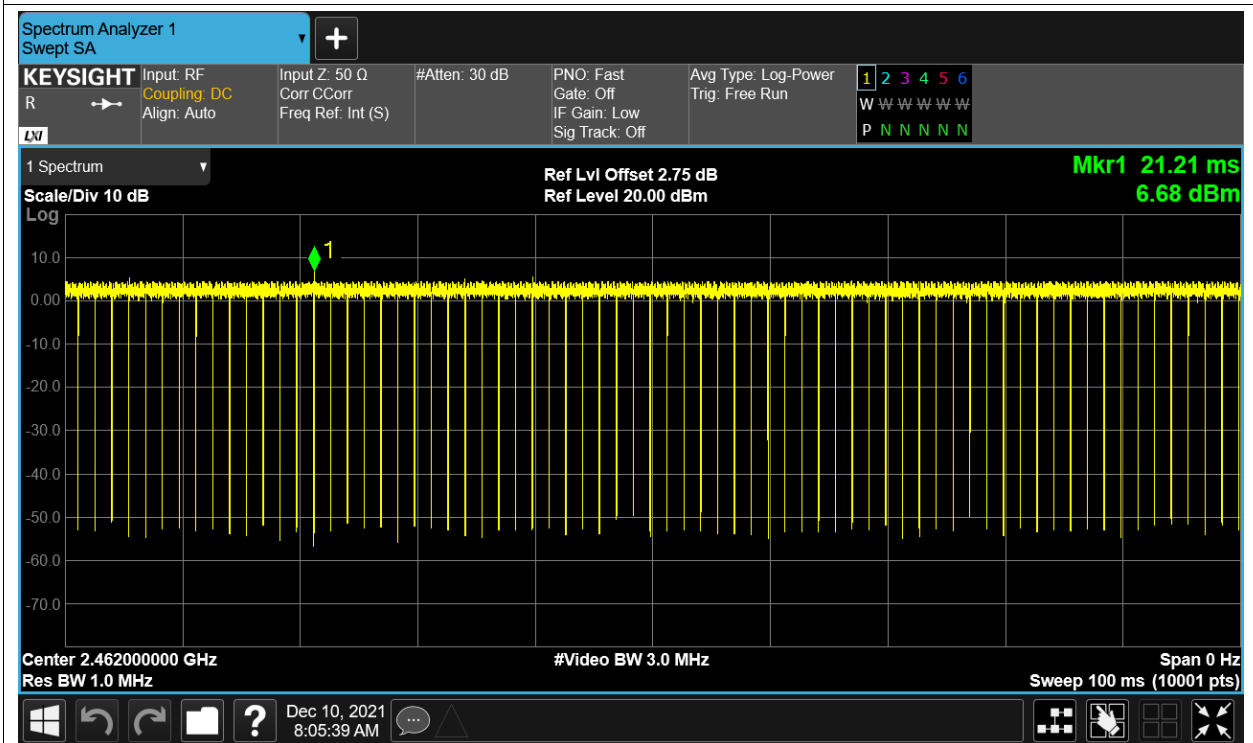 Spectrum Analyzer 1
Swept SA
+
KEYSIGHT
R
LXI
Input: RF
Coupling: DC
Align: Auto
Input Z: 50 Ω
Corr CCorr
Freq Ref: Int (S)
#Atten: 30 dB
PNO: Fast
Gate: Off
IF Gain: Low
Sig Track: Off
Avg Type: Log-Power
Trig: Free Run
1 2 3 4 5 6
W W W W W W
P N N N N N
1 Spectrum
Scale/Div 10 dB
Ref Lvl Offset 2.75 dB
Ref Level 20.00 dBm
Mkr1 21.21 ms
6.68 dBm
Log
1
10.0
0.00
-10.0
-20.0
-30.0
-40.0
-50.0
-60.0
-70.0
Center 2.462000000 GHz
Res BW 1.0 MHz
#Video BW 3.0 MHz
Span 0 Hz
Sweep 100 ms (10001 pts)
?
Dec 10, 2021
8:05:39 AM